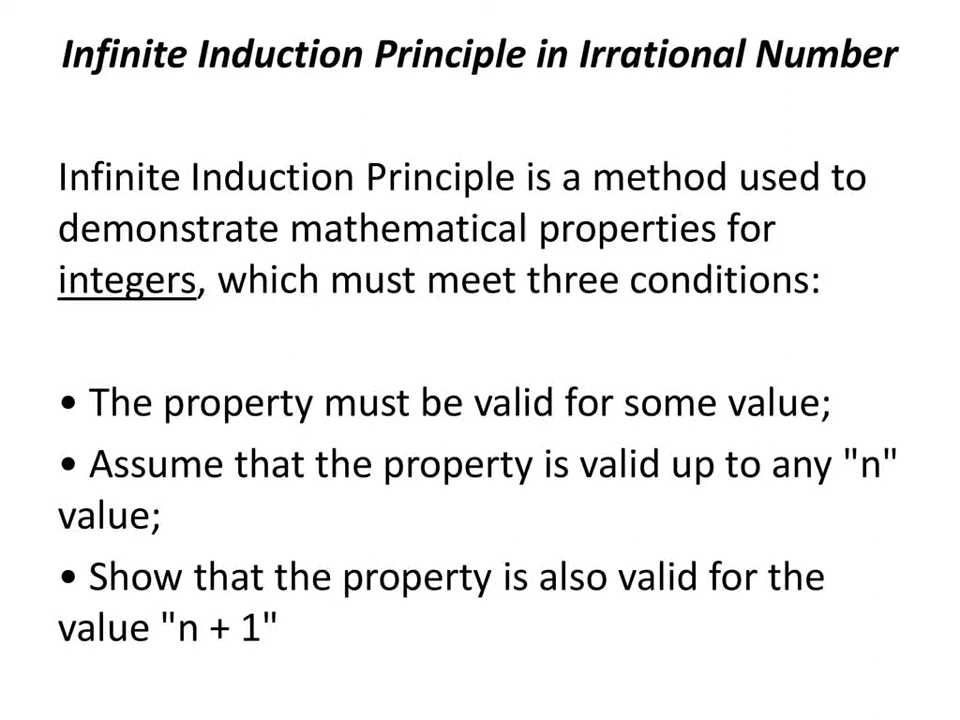 Infinite Induction Principle in Irrational Number
Infinite Induction Principle is a method used to
demonstrate mathematical properties for
integers, which must meet three conditions:
• The property must be valid for some value;
• Assume that the property is valid up to any "n"
value;
• Show that the property is also valid for the
value "n + 1"